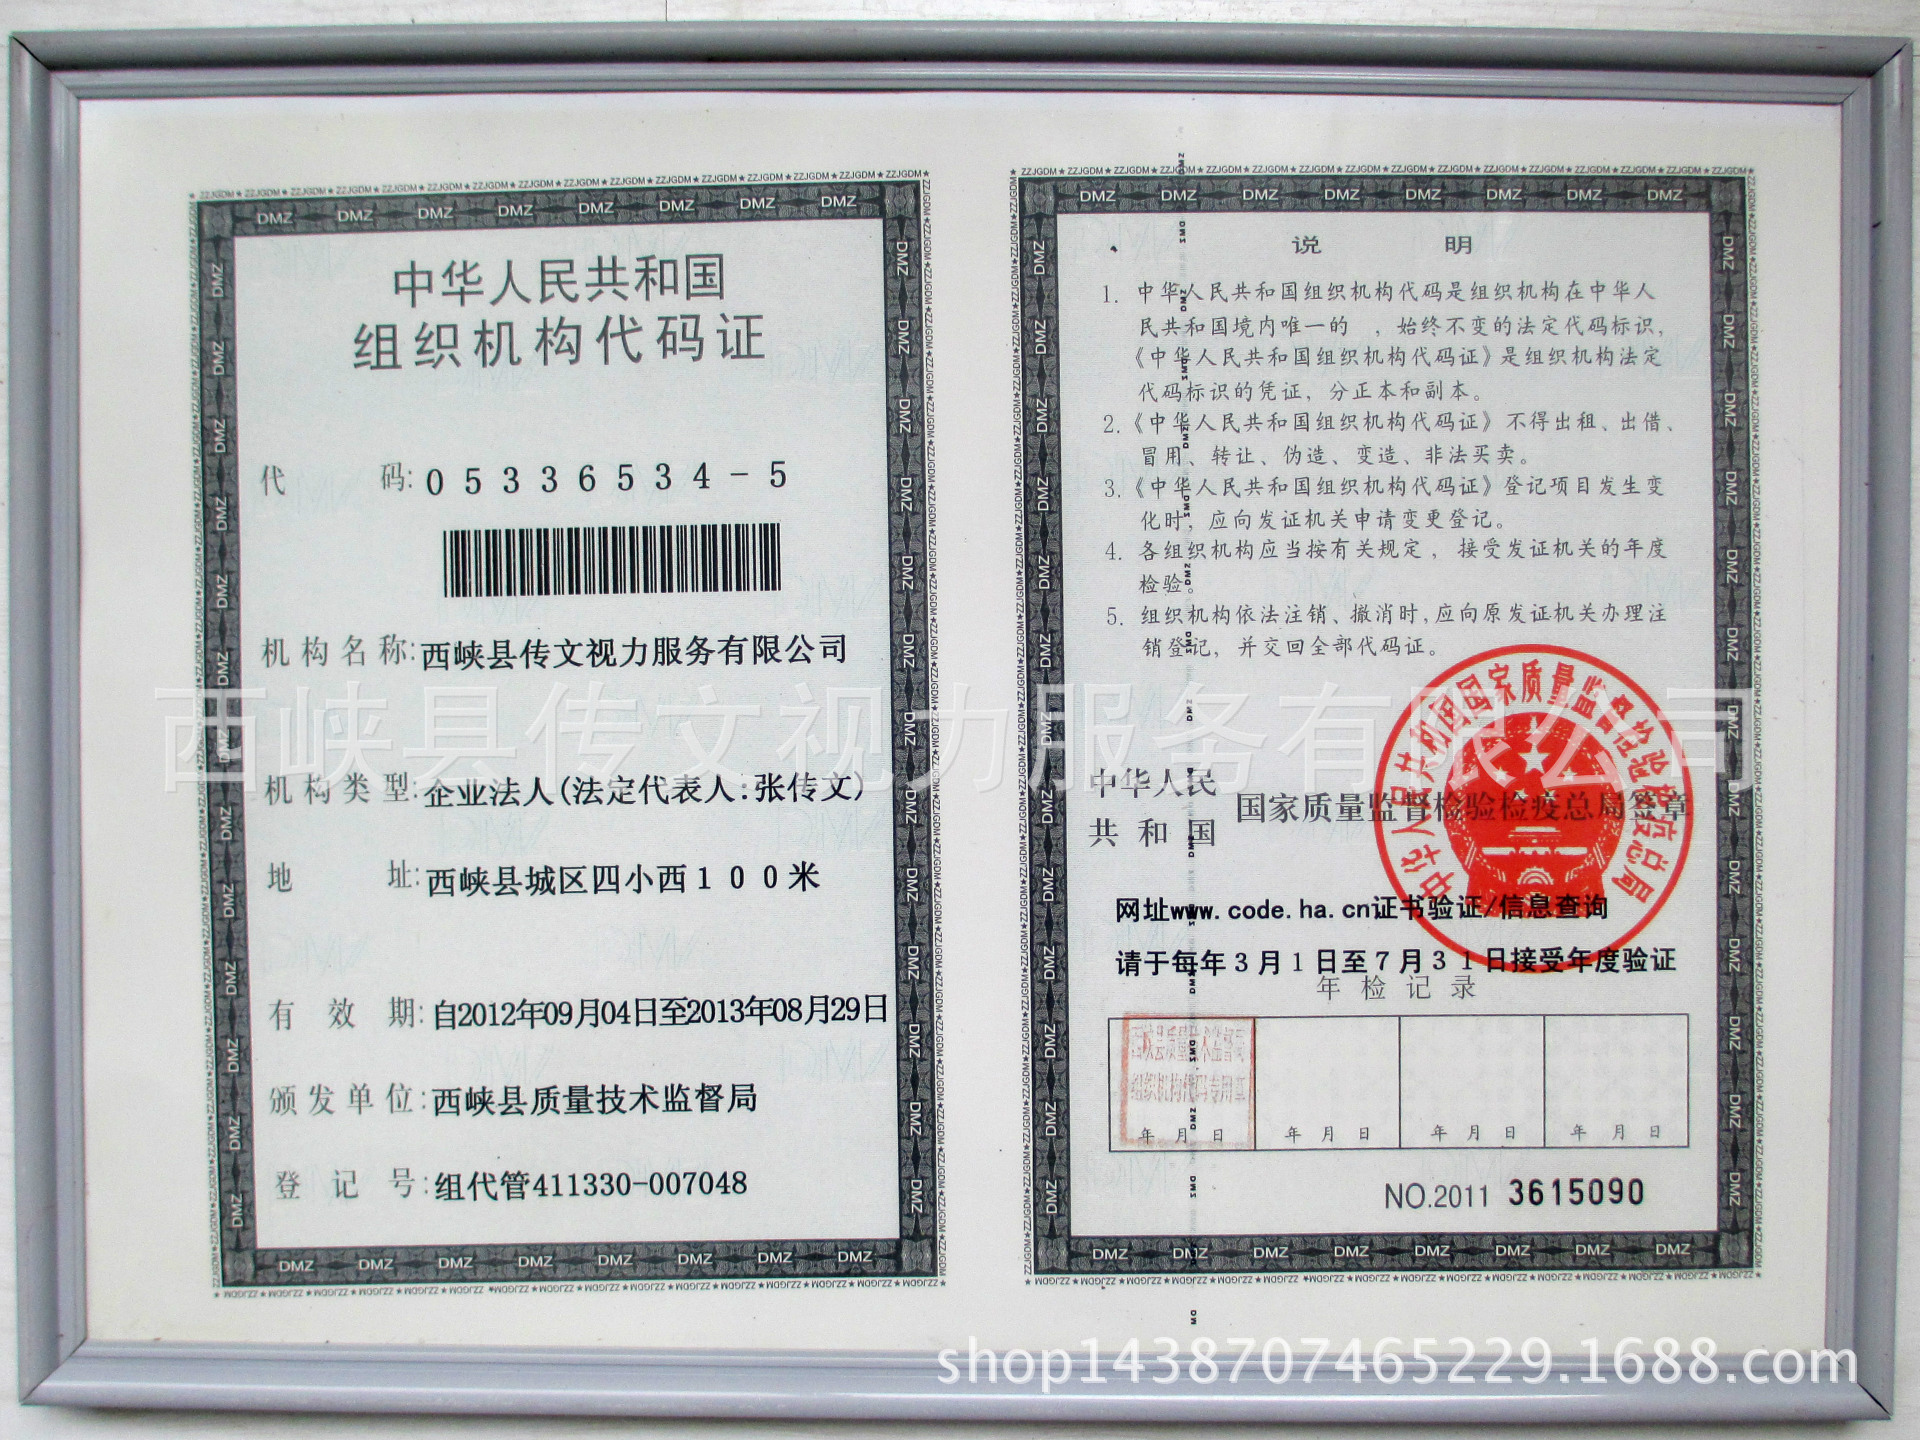 中华人民共和国
组织机构代码证
代 码: 05336534-5
机构名称: 西峡县传文视力服务有限公司
机构类型: 企业法人(法定代表人:张传文)
地 址: 西峡县城区四小西100米
有 效 期: 自2012年09月04日至2013年08月29日
颁发单位: 西峡县质量技术监督局
登 记 号: 组代管411330-007048
说 明
1. 中华人民共和国组织机构代码是组织机构在中华人
民共和国境内唯一的 ，始终不变的法定代码标识，
《中华人民共和国组织机构代码证》是组织机构法定
代码标识的凭证，分正本和副本。
2.《中华人民共和国组织机构代码证》不得出租、出借、
冒用、转让、伪造、变造、非法买卖。
3.《中华人民共和国组织机构代码证》登记项目发生变
化时，应向发证机关申请变更登记。
4. 各组织机构应当按有关规定，接受发证机关的年度
检验。
5. 组织机构依法注销、撤消时,应向原发证机关办理注
销登记，并交回全部代码证。
中华人民
共和国 国家质量监督检验检疫总局签章
中华人民共和国国家质量监督检验检疫总局
网址www.code.ha.cn证书验证/信息查询
请于每年3月1日至7月31日接受年度验证
年检记录
年 月 日 年 月 日 年 月 日 年 月 日
NO.2011 3615090
西峡县传文视力服务有限公司
shop1438707465229.1688.com